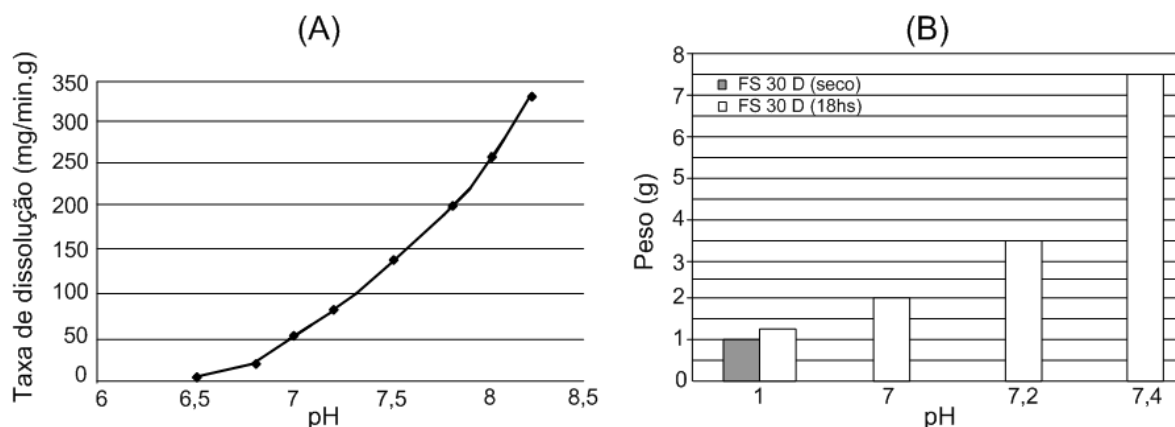 (A)
Taxa de dissolução (mg/min.g)
350
300
250
200
150
100
50
0
6 6,5 7 7,5 8 8,5
pH
(B)
Peso (g)
8
7
6
5
4
3
2
1
0
FS 30 D (seco)
FS 30 D (18hs)
1 7 7,2 7,4
pH